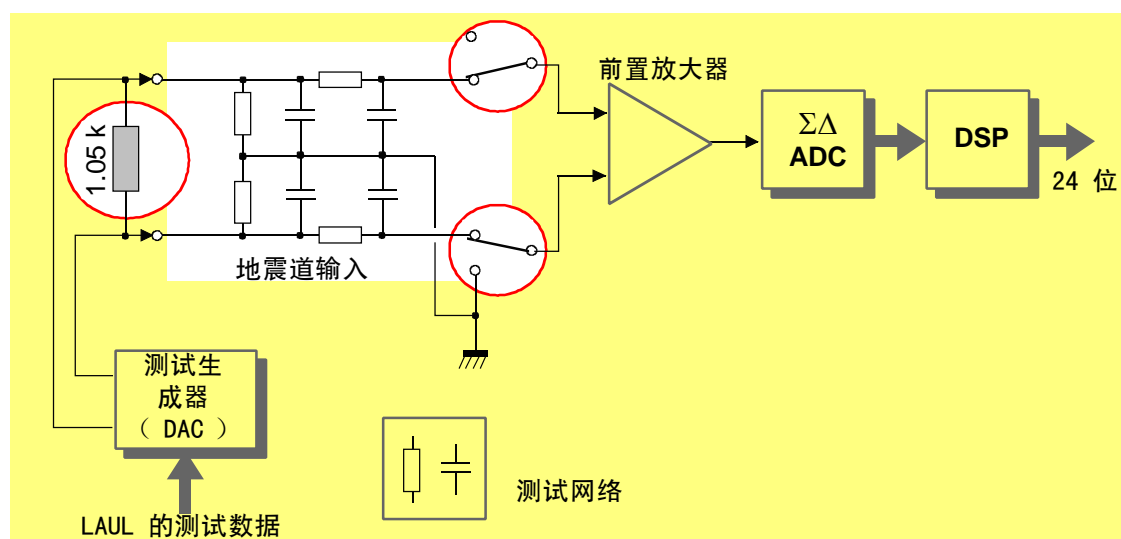 前置放大器
1.05 k
ΣΔ
ADC
DSP
24 位
地震道输入
测试生
成器
( DAC )
测试网络
LAUL 的测试数据